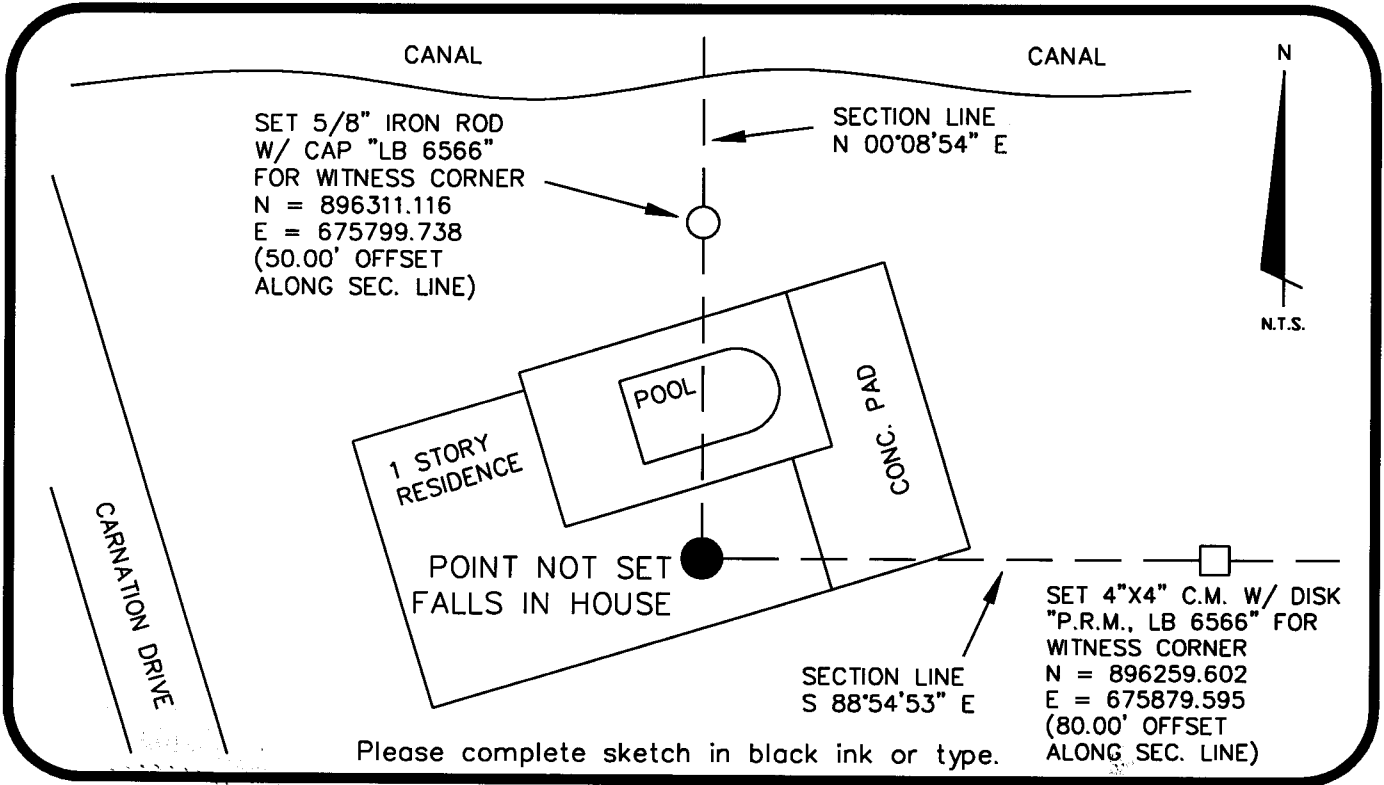 CANAL
CANAL
N
SET 5/8" IRON ROD
W/ CAP "LB 6566"
FOR WITNESS CORNER
N = 896311.116
E = 675799.738
(50.00' OFFSET
ALONG SEC. LINE)
SECTION LINE
N 00°08'54" E
N.T.S.
POOL
CONC. PAD
1 STORY
RESIDENCE
CARNATION DRIVE
POINT NOT SET
FALLS IN HOUSE
SECTION LINE
S 88°54'53" E
SET 4"X4" C.M. W/ DISK
"P.R.M., LB 6566" FOR
WITNESS CORNER
N = 896259.602
E = 675879.595
(80.00' OFFSET
ALONG SEC. LINE)
Please complete sketch in black ink or type.